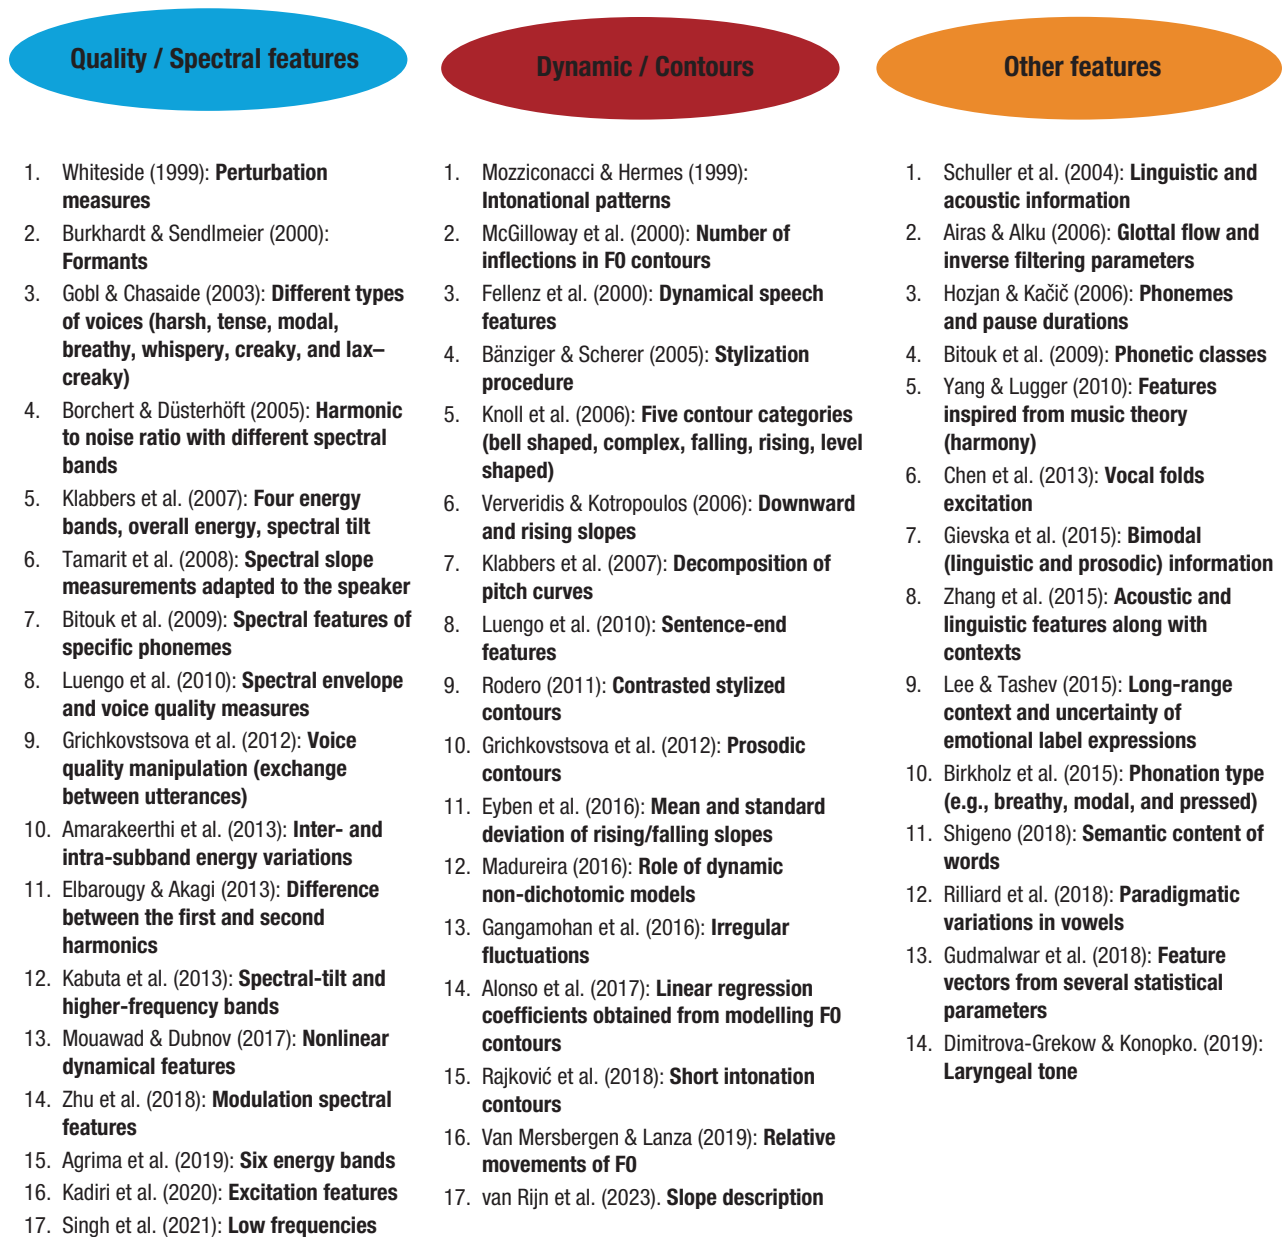 Quality / Spectral features
1. Whiteside (1999): Perturbation
measures
2. Burkhardt & Sendlmeier (2000):
Formants
3. Gobl & Chasaide (2003): Different types
of voices (harsh, tense, modal,
breathy, whispery, creaky, and lax–
creaky)
4. Borchert & Düsterhöft (2005): Harmonic
to noise ratio with different spectral
bands
5. Klabbers et al. (2007): Four energy
bands, overall energy, spectral tilt
6. Tamarit et al. (2008): Spectral slope
measurements adapted to the speaker
7. Bitouk et al. (2009): Spectral features of
specific phonemes
8. Luengo et al. (2010): Spectral envelope
and voice quality measures
9. Grichkovstsova et al. (2012): Voice
quality manipulation (exchange
between utterances)
10. Amarakeerthi et al. (2013): Inter- and
intra-subband energy variations
11. Elbarougy & Akagi (2013): Difference
between the first and second
harmonics
12. Kabuta et al. (2013): Spectral-tilt and
higher-frequency bands
13. Mouawad & Dubnov (2017): Nonlinear
dynamical features
14. Zhu et al. (2018): Modulation spectral
features
15. Agrima et al. (2019): Six energy bands
16. Kadiri et al. (2020): Excitation features
17. Singh et al. (2021): Low frequencies
Dynamic / Contours
1. Mozziconacci & Hermes (1999):
Intonational patterns
2. McGilloway et al. (2000): Number of
inflections in F0 contours
3. Fellenz et al. (2000): Dynamical speech
features
4. Bänziger & Scherer (2005): Stylization
procedure
5. Knoll et al. (2006): Five contour categories
(bell shaped, complex, falling, rising, level
shaped)
6. Ververidis & Kotropoulos (2006): Downward
and rising slopes
7. Klabbers et al. (2007): Decomposition of
pitch curves
8. Luengo et al. (2010): Sentence-end
features
9. Rodero (2011): Contrasted stylized
contours
10. Grichkovstsova et al. (2012): Prosodic
contours
11. Eyben et al. (2016): Mean and standard
deviation of rising/falling slopes
12. Madureira (2016): Role of dynamic
non-dichotomic models
13. Gangamohan et al. (2016): Irregular
fluctuations
14. Alonso et al. (2017): Linear regression
coefficients obtained from modelling F0
contours
15. Rajković et al. (2018): Short intonation
contours
16. Van Mersbergen & Lanza (2019): Relative
movements of F0
17. van Rijn et al. (2023). Slope description
Other features
1. Schuller et al. (2004): Linguistic and
acoustic information
2. Airas & Alku (2006): Glottal flow and
inverse filtering parameters
3. Hozjan & Kačič (2006): Phonemes
and pause durations
4. Bitouk et al. (2009): Phonetic classes
5. Yang & Lugger (2010): Features
inspired from music theory
(harmony)
6. Chen et al. (2013): Vocal folds
excitation
7. Gievska et al. (2015): Bimodal
(linguistic and prosodic) information
8. Zhang et al. (2015): Acoustic and
linguistic features along with
contexts
9. Lee & Tashev (2015): Long-range
context and uncertainty of
emotional label expressions
10. Birkholz et al. (2015): Phonation type
(e.g., breathy, modal, and pressed)
11. Shigeno (2018): Semantic content of
words
12. Rilliard et al. (2018): Paradigmatic
variations in vowels
13. Gudmalwar et al. (2018): Feature
vectors from several statistical
parameters
14. Dimitrova-Grekow & Konopko. (2019):
Laryngeal tone